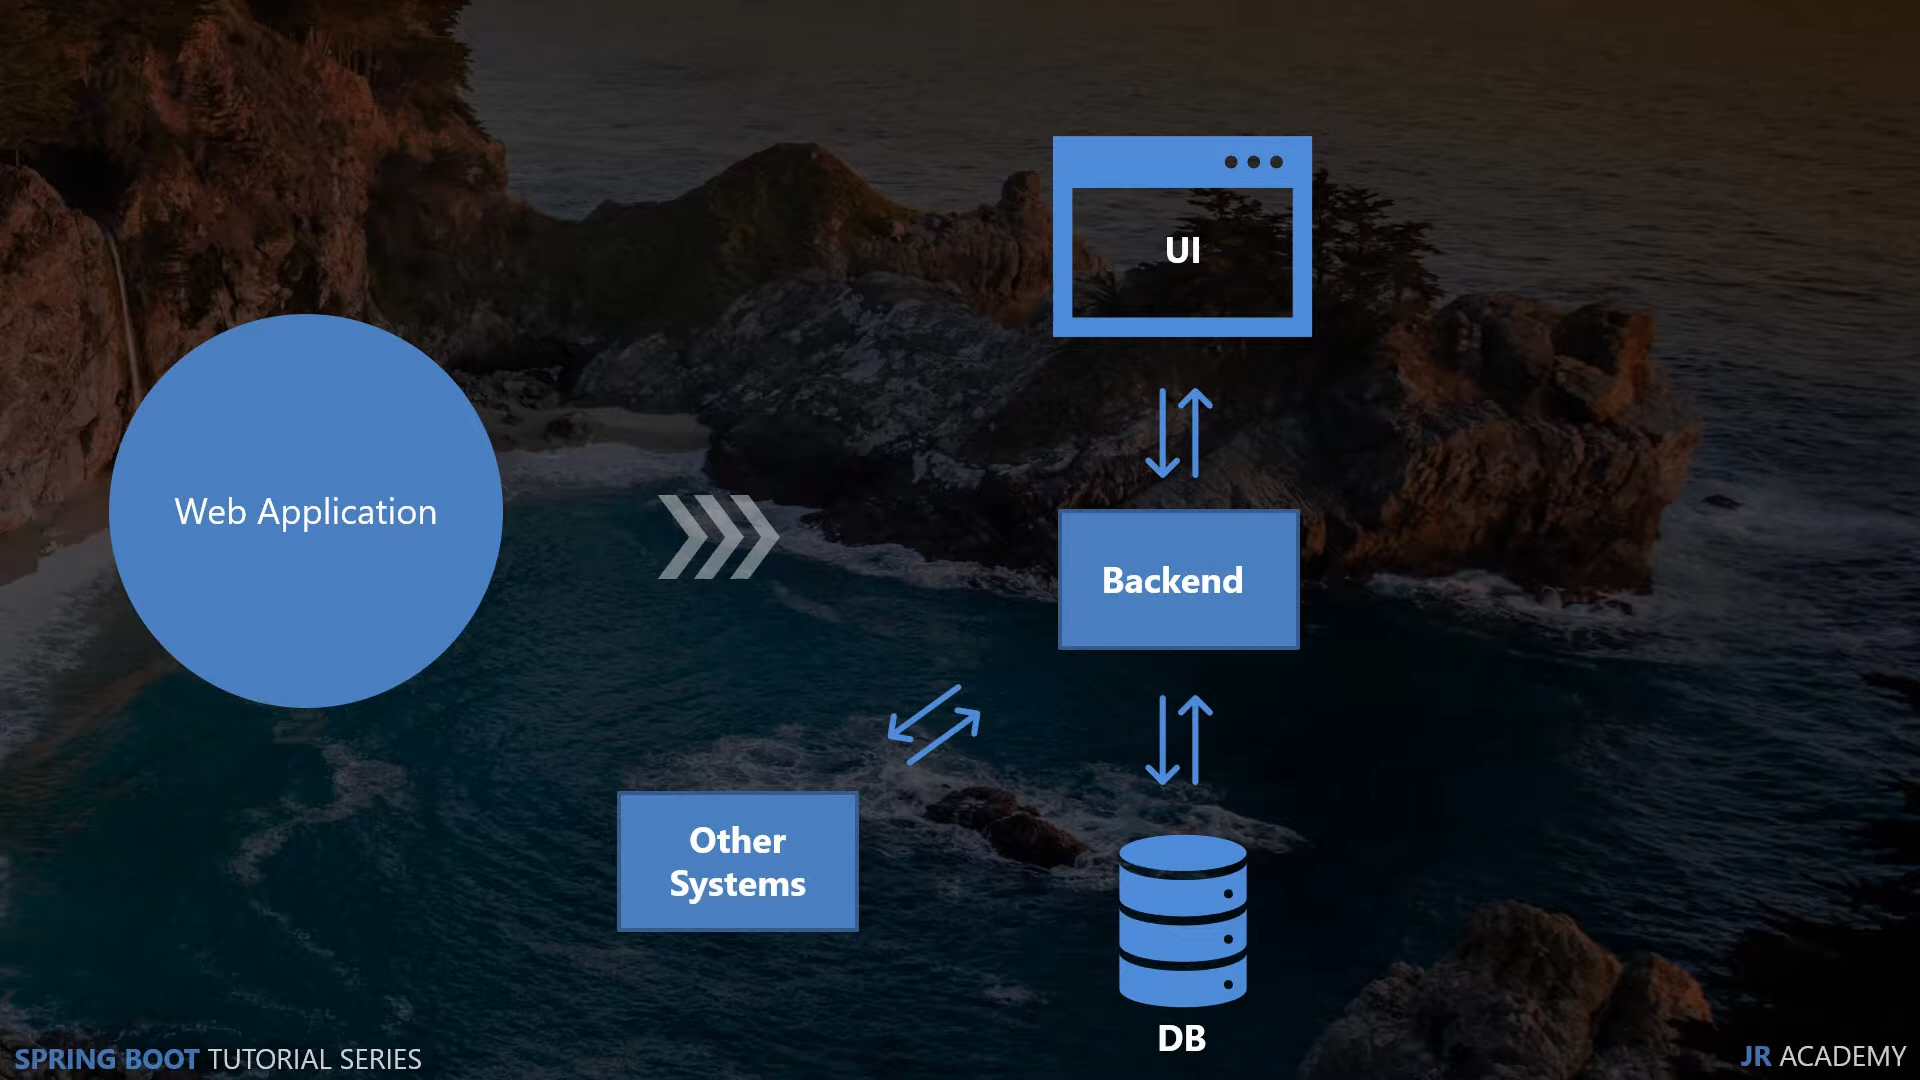 UI
Web Application
Backend
Other
Systems
DB
SPRING BOOT TUTORIAL SERIES
JR ACADEMY